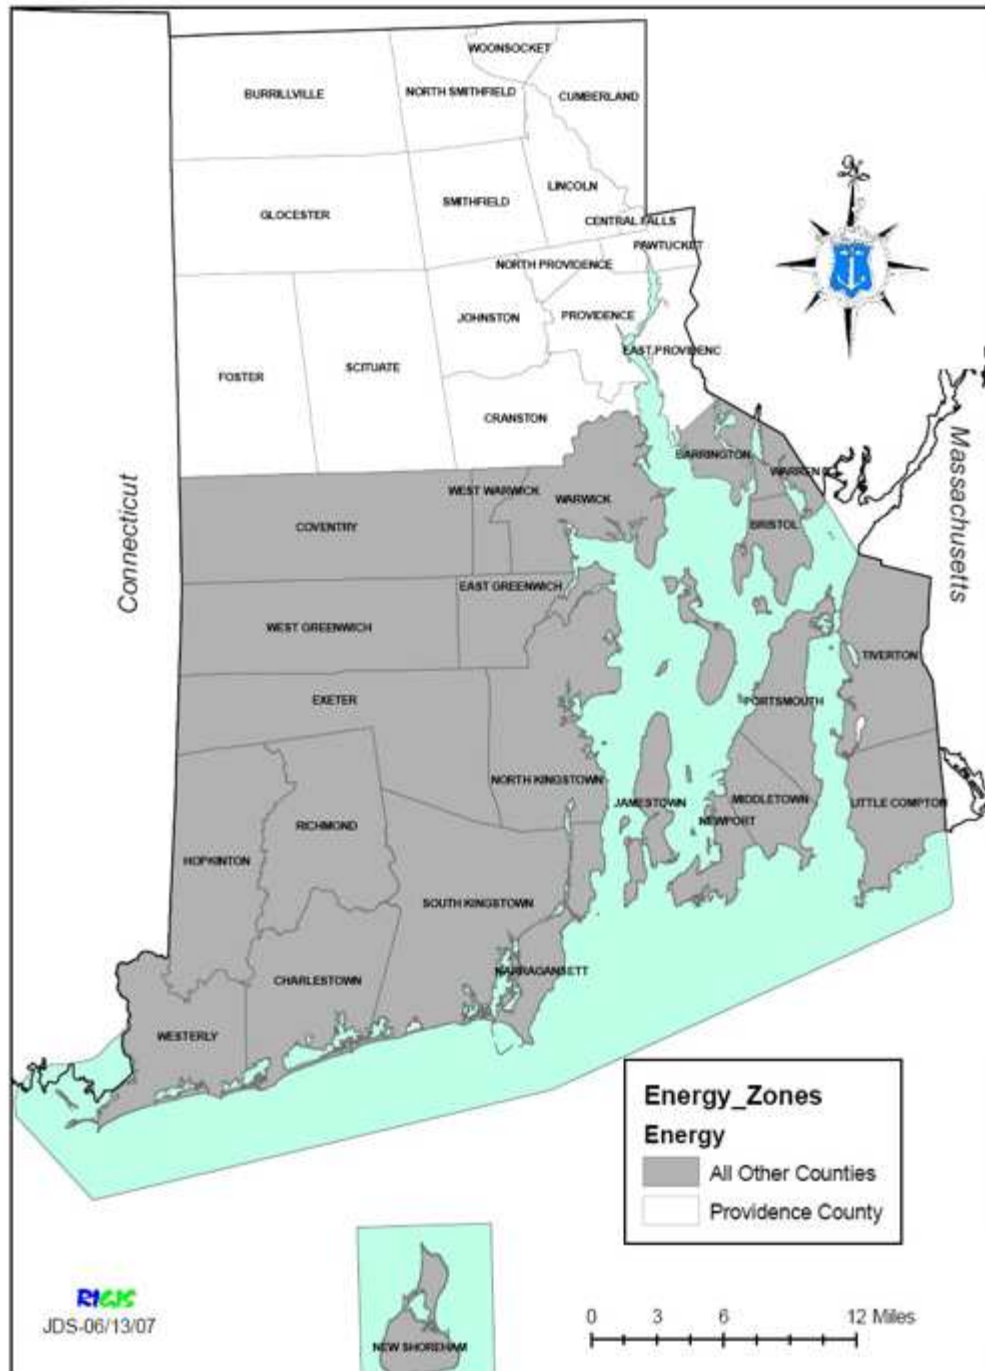 WOONSOCKET
BURRILLVILLE
NORTH SMITHFIELD
CUMBERLAND
LINCOLN
SMITHFIELD
GLOCESTER
CENTRAL FALLS
PAWTUCKET
NORTH PROVIDENCE
JOHNSTON
PROVIDENCE
EAST PROVIDENC
FOSTER
SCITUATE
CRANSTON
BARRINGTON
WARREN
WEST WARWICK
WARWICK
COVENTRY
BRISTOL
Connecticut
Massachusetts
EAST GREENWICH
WEST GREENWICH
TIVERTON
EXETER
PORTSMOUTH
NORTH KINGSTOWN
JAMESTOWN
MIDDLETOWN
LITTLE COMPTON
NEWPORT
RICHMOND
HOPKINTON
SOUTH KINGSTOWN
NARRAGANSETT
CHARLESTOWN
WESTERLY
Energy_Zones
Energy
All Other Counties
Providence County
RIGIS
JDS-06/13/07
NEW SHOREHAM
0 3 6 12 Miles
N